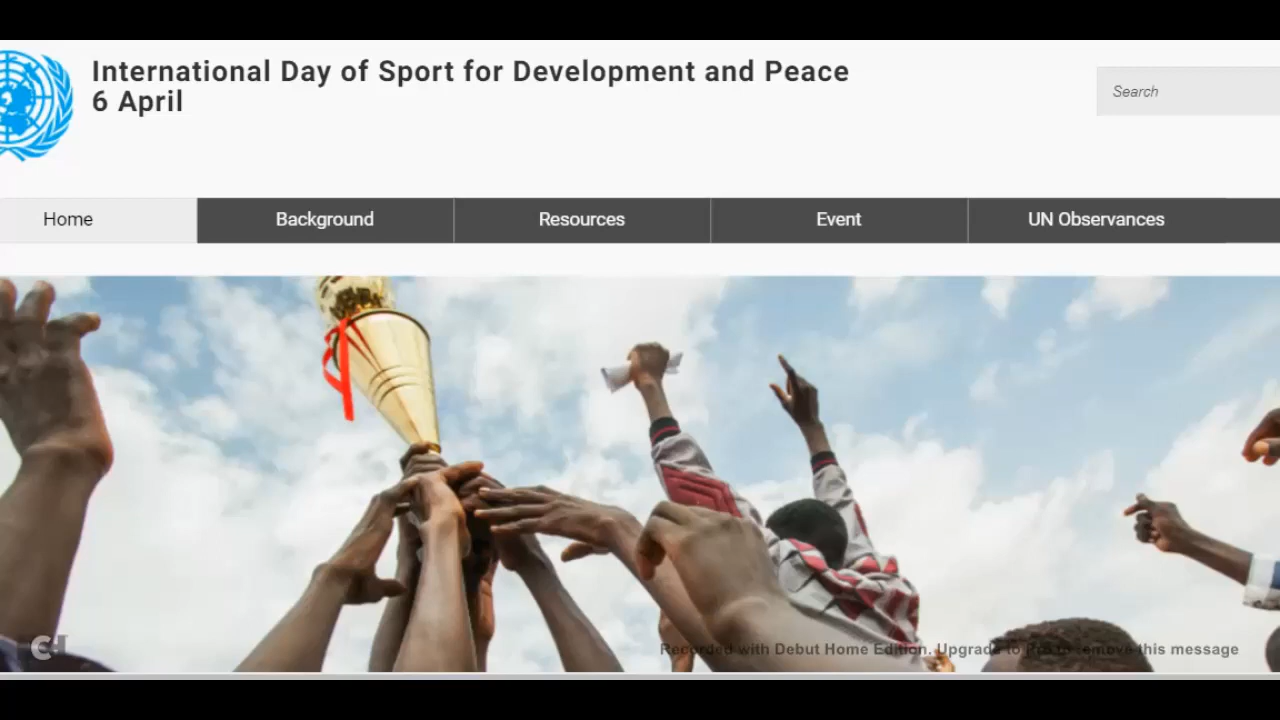 International Day of Sport for Development and Peace
6 April
Search
Home
Background
Resources
Event
UN Observances
Recorded with Debut Home Edition. Upgrade to Pro to remove this message